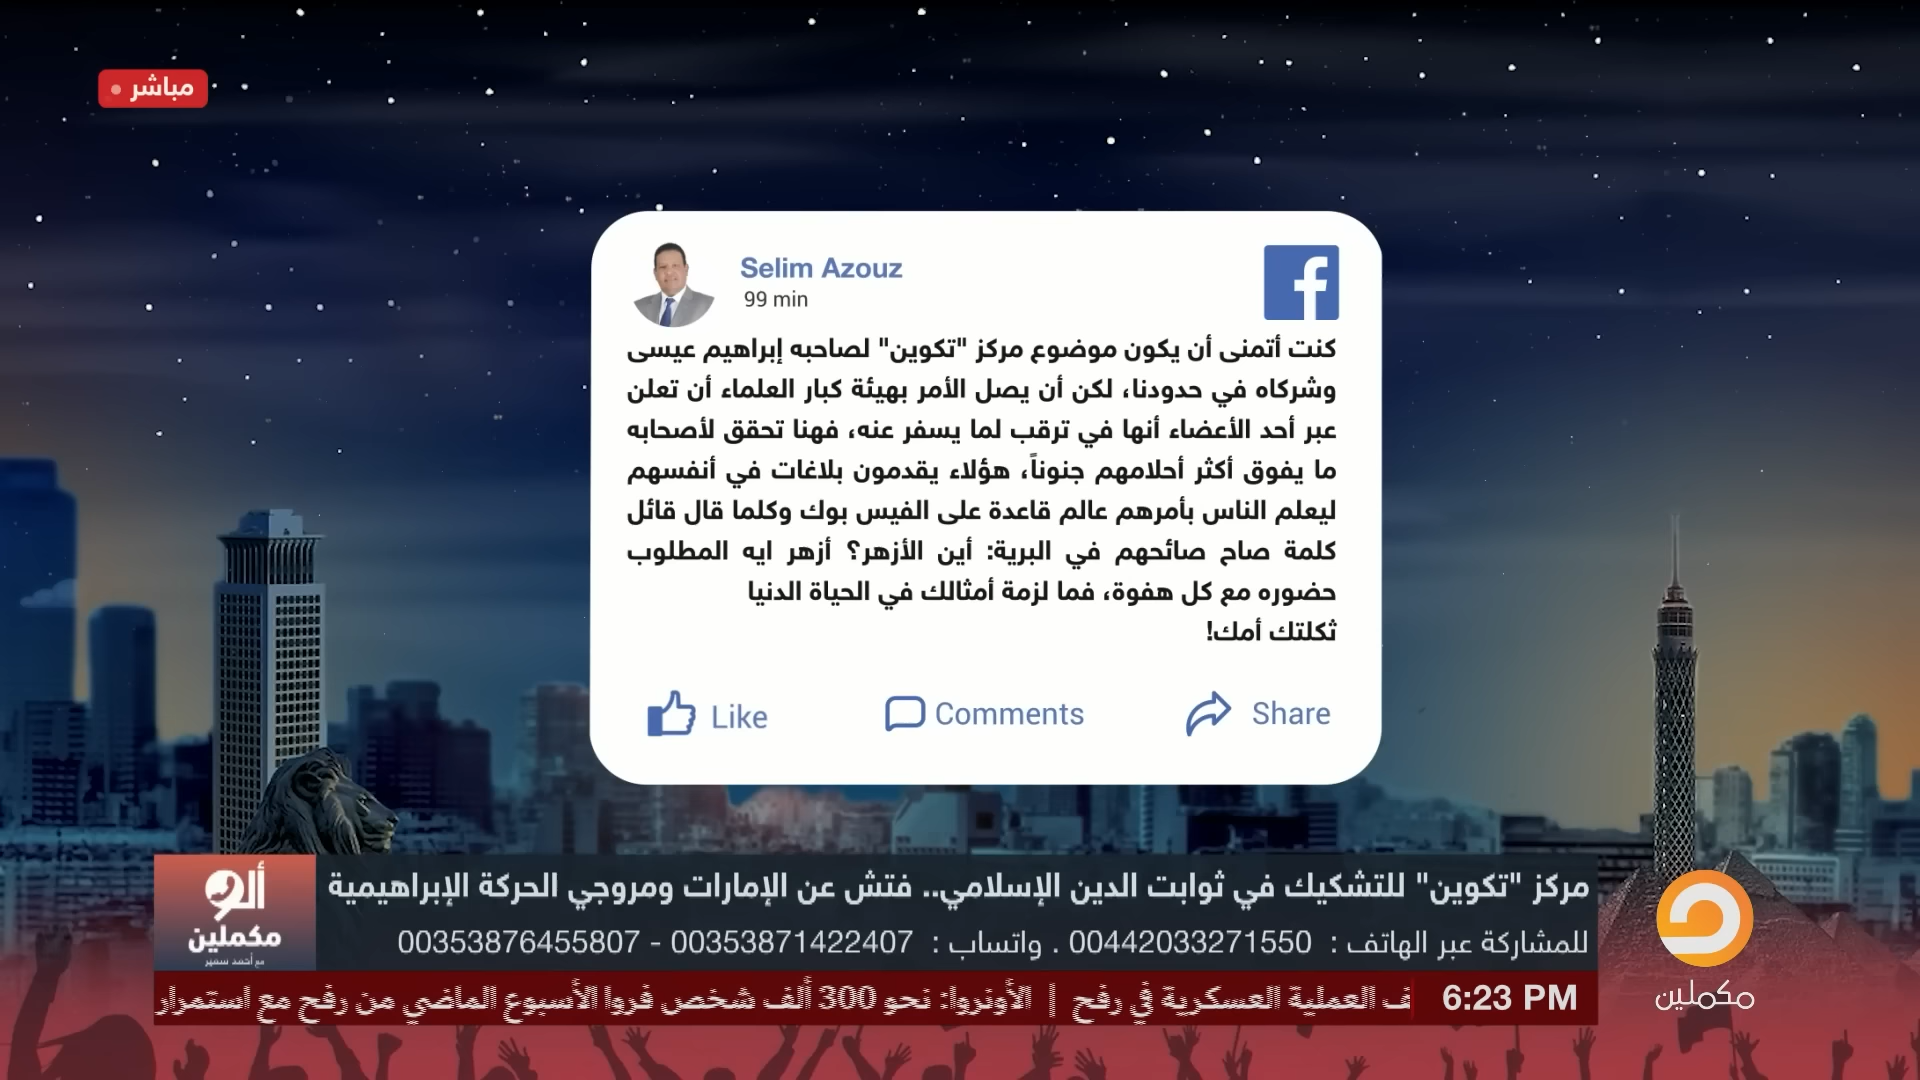 مباشر
Selim Azouz
99 min
كنت أتمنى أن يكون موضوع مركز "تكوين" لصاحبه إبراهيم عيسى
وشركاه في حدودنا، لكن أن يصل الأمر بهيئة كبار العلماء أن تعلن
عبر أحد الأعضاء أنها في ترقب لما يسفر عنه، فهنا تحقق لأصحابه
ما يفوق أكثر أحلامهم جنوناً، هؤلاء يقدمون بلاغات في أنفسهم
ليعلم الناس بأمرهم عالم قاعدة على الفيس بوك وكلما قال قائل
كلمة صاح صائحهم في البرية: أين الأزهر؟ أزهر ايه المطلوب
حضوره مع كل هفوة، فما لزمة أمثالك في الحياة الدنيا
ثكلتك أمك!
Like
Comments
Share
ألو
مكملين
مع أحمد سمير
مركز "تكوين" للتشكيك في ثوابت الدين الإسلامي.. فتش عن الإمارات ومروجي الحركة الإبراهيمية
للمشاركة عبر الهاتف : 00442033271550 . واتساب : 00353871422407 - 00353876455807
6:23 PM
ف العملية العسكرية في رفح | الأونروا: نحو 300 ألف شخص فروا الأسبوع الماضي من رفح مع استمرار
مكملين